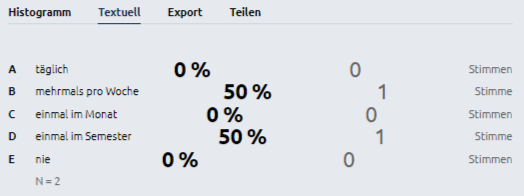 Histogramm Textuell Export Teilen
A täglich 0 % 0 Stimmen
B mehrmals pro Woche 50 % 1 Stimme
C einmal im Monat 0 % 0 Stimmen
D einmal im Semester 50 % 1 Stimme
E nie 0 % 0 Stimmen
N = 2